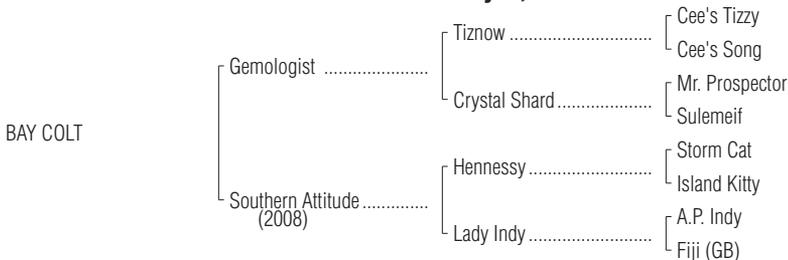 Cee's Tizzy
Tiznow ..............................
Cee's Song
Gemologist ......................
Mr. Prospector
Crystal Shard....................
Sulemeif
BAY COLT
Storm Cat
Hennessy..........................
Island Kitty
Southern Attitude..............
(2008)
A.P. Indy
Lady Indy..........................
Fiji (GB)